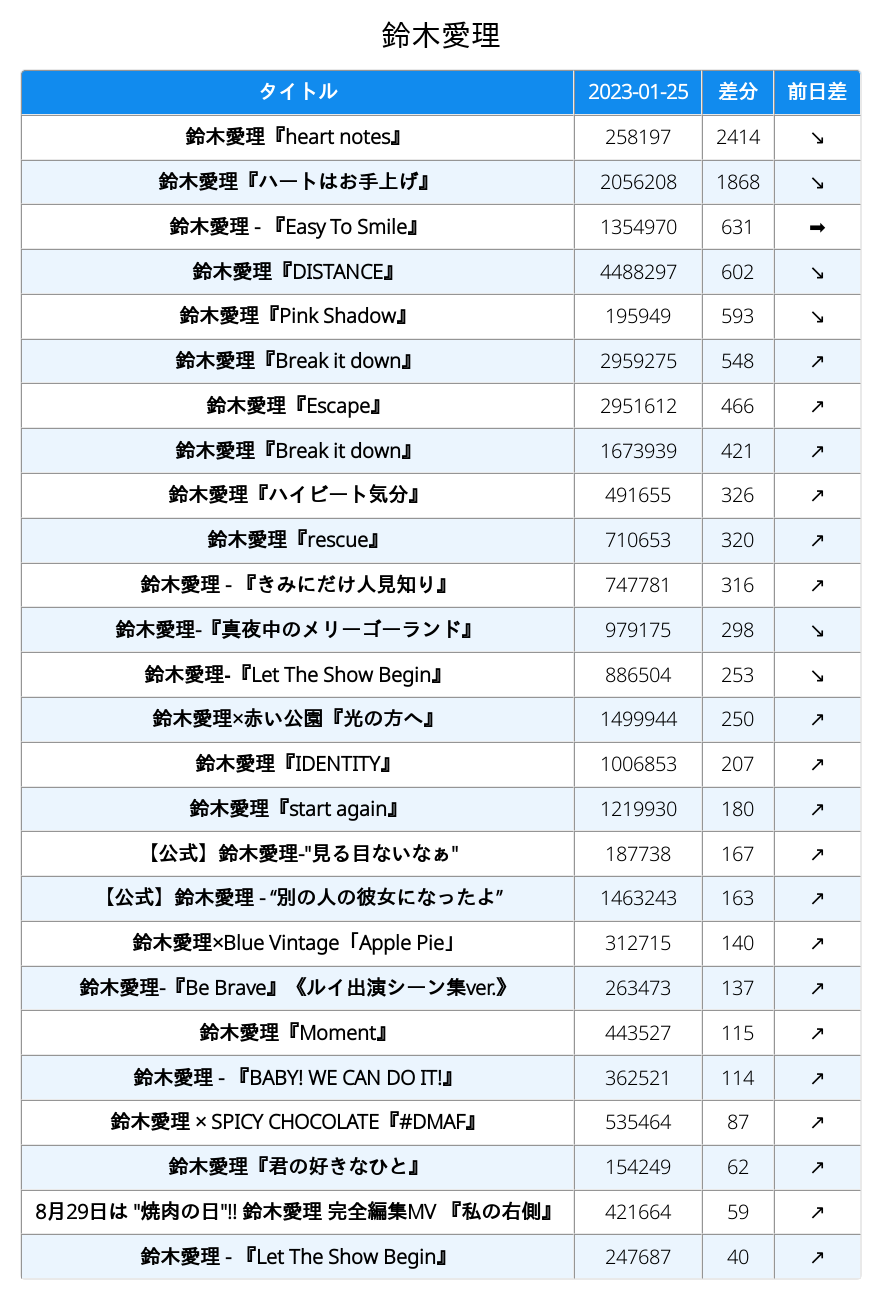 鈴木愛理
タイトル 2023-01-25 差分 前日差
鈴木愛理『heart notes』 258197 2414 ↘
鈴木愛理『ハートはお手上げ』 2056208 1868 ↘
鈴木愛理 - 『Easy To Smile』 1354970 631 ➡
鈴木愛理『DISTANCE』 4488297 602 ↘
鈴木愛理『Pink Shadow』 195949 593 ↘
鈴木愛理『Break it down』 2959275 548 ↗
鈴木愛理『Escape』 2951612 466 ↗
鈴木愛理『Break it down』 1673939 421 ↗
鈴木愛理『ハイビート気分』 491655 326 ↗
鈴木愛理『rescue』 710653 320 ↗
鈴木愛理 - 『きみにだけ人見知り』 747781 316 ↗
鈴木愛理-『真夜中のメリーゴーランド』 979175 298 ↘
鈴木愛理-『Let The Show Begin』 886504 253 ↘
鈴木愛理×赤い公園『光の方へ』 1499944 250 ↗
鈴木愛理『IDENTITY』 1006853 207 ↗
鈴木愛理『start again』 1219930 180 ↗
【公式】鈴木愛理-"見る目ないなぁ" 187738 167 ↗
【公式】鈴木愛理 - “別の人の彼女になったよ” 1463243 163 ↗
鈴木愛理×Blue Vintage「Apple Pie」 312715 140 ↗
鈴木愛理-『Be Brave』《ルイ出演シーン集ver.》 263473 137 ↗
鈴木愛理『Moment』 443527 115 ↗
鈴木愛理 - 『BABY! WE CAN DO IT!』 362521 114 ↗
鈴木愛理 × SPICY CHOCOLATE『#DMAF』 535464 87 ↗
鈴木愛理『君の好きなひと』 154249 62 ↗
8月29日は "焼肉の日"!! 鈴木愛理 完全編集MV 『私の右側』 421664 59 ↗
鈴木愛理 - 『Let The Show Begin』 247687 40 ↗